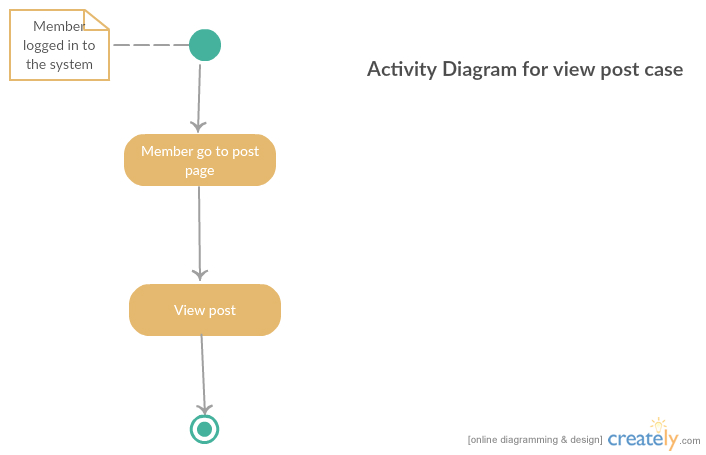 Member
logged in to
the system
Activity Diagram for view post case
Member go to post
page
View post
[online diagramming & design] creately.com